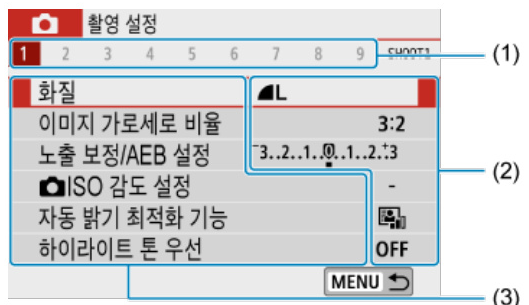 촬영 설정
1 2 3 4 5 6 7 8 9 SHOOT1
(1)
화질 L
이미지 가로세로 비율 3:2
노출 보정/AEB 설정 -3..2..1..0..1..2.:+3
(2)
ISO 감도 설정 -
자동 밝기 최적화 기능
하이라이트 톤 우선 OFF
MENU
(3)